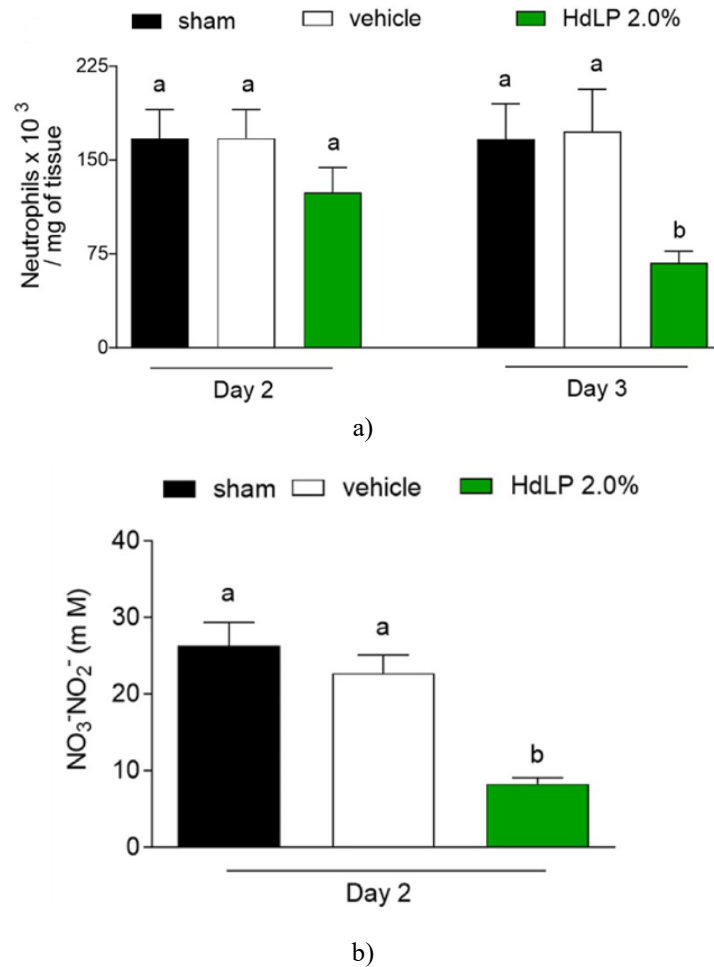 sham vehicle HdLP 2.0%
Neutrophils x 10 3
/ mg of tissue
225
150
75
0
a a a a a b
Day 2 Day 3
a)
sham vehicle HdLP 2.0%
NO3-NO2- (m M)
40
30
20
10
0
a a b
Day 2
b)